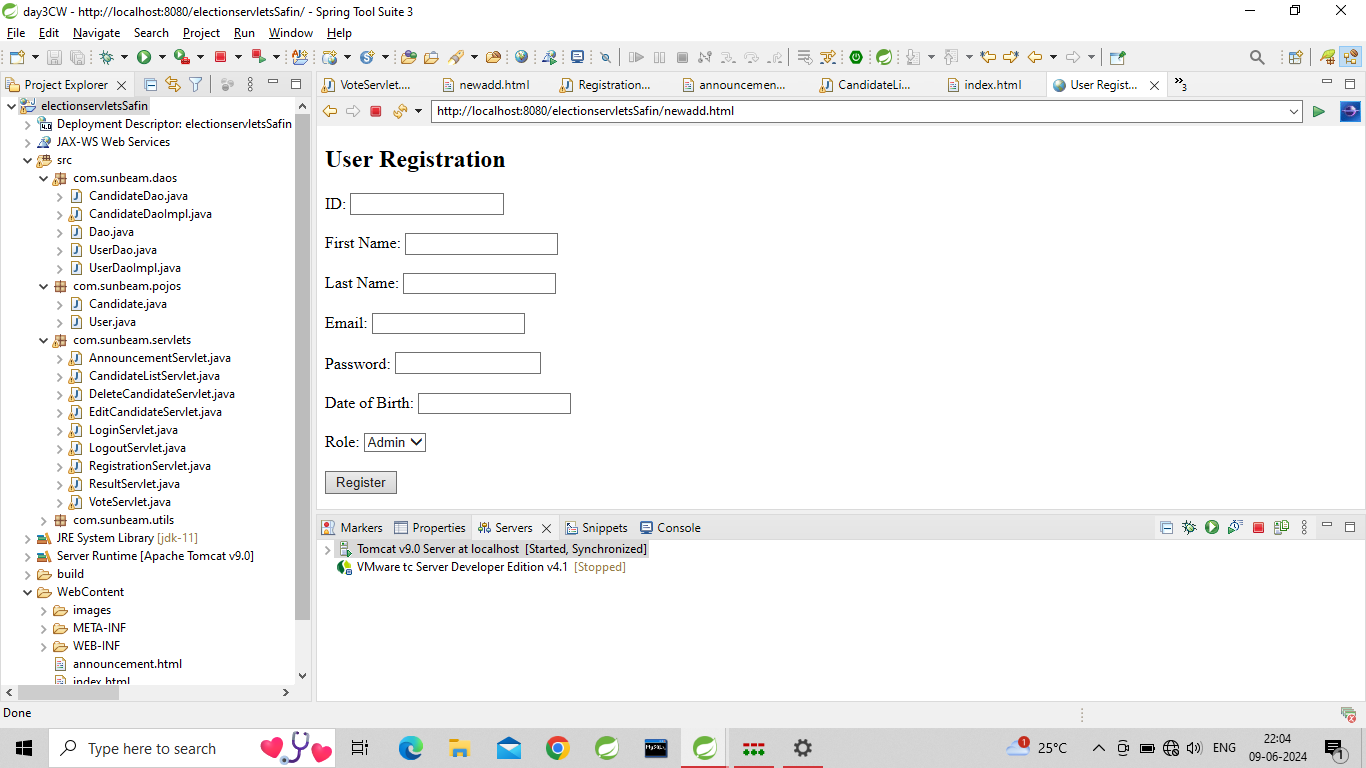 day3CW - http://localhost:8080/electionservletsSafin/ - Spring Tool Suite 3
File Edit Navigate Search Project Run Window Help
Project Explorer
electionservletsSafin
4.0 Deployment Descriptor: electionservletsSafin
JAX-WS Web Services
src
com.sunbeam.daos
CandidateDao.java
CandidateDaoImpl.java
Dao.java
UserDao.java
UserDaoImpl.java
com.sunbeam.pojos
Candidate.java
User.java
com.sunbeam.servlets
AnnouncementServlet.java
CandidateListServlet.java
DeleteCandidateServlet.java
EditCandidateServlet.java
LoginServlet.java
LogoutServlet.java
RegistrationServlet.java
ResultServlet.java
VoteServlet.java
com.sunbeam.utils
JRE System Library [jdk-11]
Server Runtime [Apache Tomcat v9.0]
build
WebContent
images
META-INF
WEB-INF
announcement.html
index.html
VoteServlet.... newadd.html Registration... announcemen... CandidateLi... index.html User Regist... »3
http://localhost:8080/electionservletsSafin/newadd.html
User Registration
ID:
First Name:
Last Name:
Email:
Password:
Date of Birth:
Role: Admin
Register
Markers Properties Servers Snippets Console
Tomcat v9.0 Server at localhost [Started, Synchronized]
VMware tc Server Developer Edition v4.1 [Stopped]
Done
Type here to search
MySQL
1 25°C
ENG
22:04
09-06-2024
1